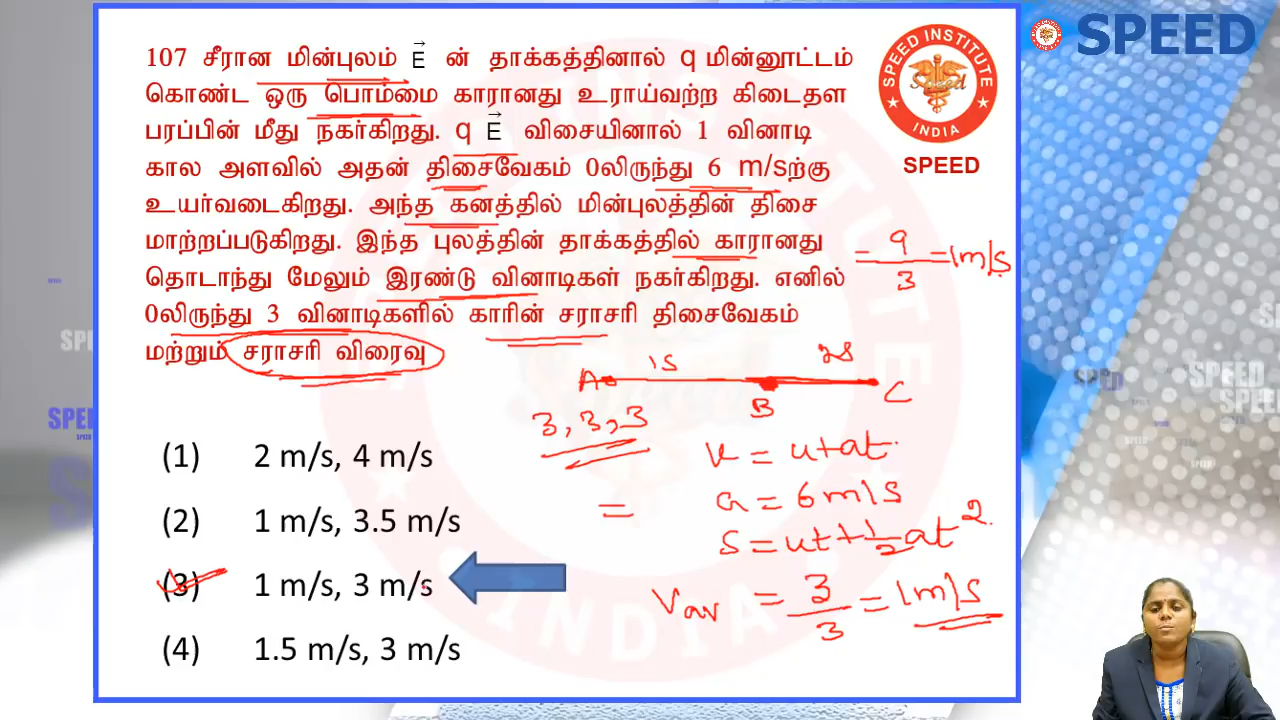 107 சீரான மின்புலம் E⃗ ன் தாக்கத்தினால் q மின்னூட்டம்
கொண்ட ஒரு பொம்மை காரானது உராய்வற்ற கிடைதள
பரப்பின் மீது நகர்கிறது. q E⃗ விசையினால் 1 வினாடி
கால அளவில் அதன் திசைவேகம் 0லிருந்து 6 m/sற்கு
உயர்வடைகிறது. அந்த கனத்தில் மின்புலத்தின் திசை
மாற்றப்படுகிறது. இந்த புலத்தின் தாக்கத்தில் காரானது
தொடாந்து மேலும் இரண்டு வினாடிகள் நகர்கிறது. எனில்
0லிருந்து 3 வினாடிகளில் காரின் சராசரி திசைவேகம்
மற்றும் சராசரி விரைவு
(1) 2 m/s, 4 m/s
(2) 1 m/s, 3.5 m/s
(3) 1 m/s, 3 m/s
(4) 1.5 m/s, 3 m/s
= 9/3 = 1m/s
1s 2s
A B C
3, 3, 3
v = u+at
= a = 6m/s
s = ut+1/2at²
Vav = 3/3 = 1m/s
SPEED INSTITUTE
Speed
INDIA
SPEED
SPEED
SPEED
SPEED
SPEED